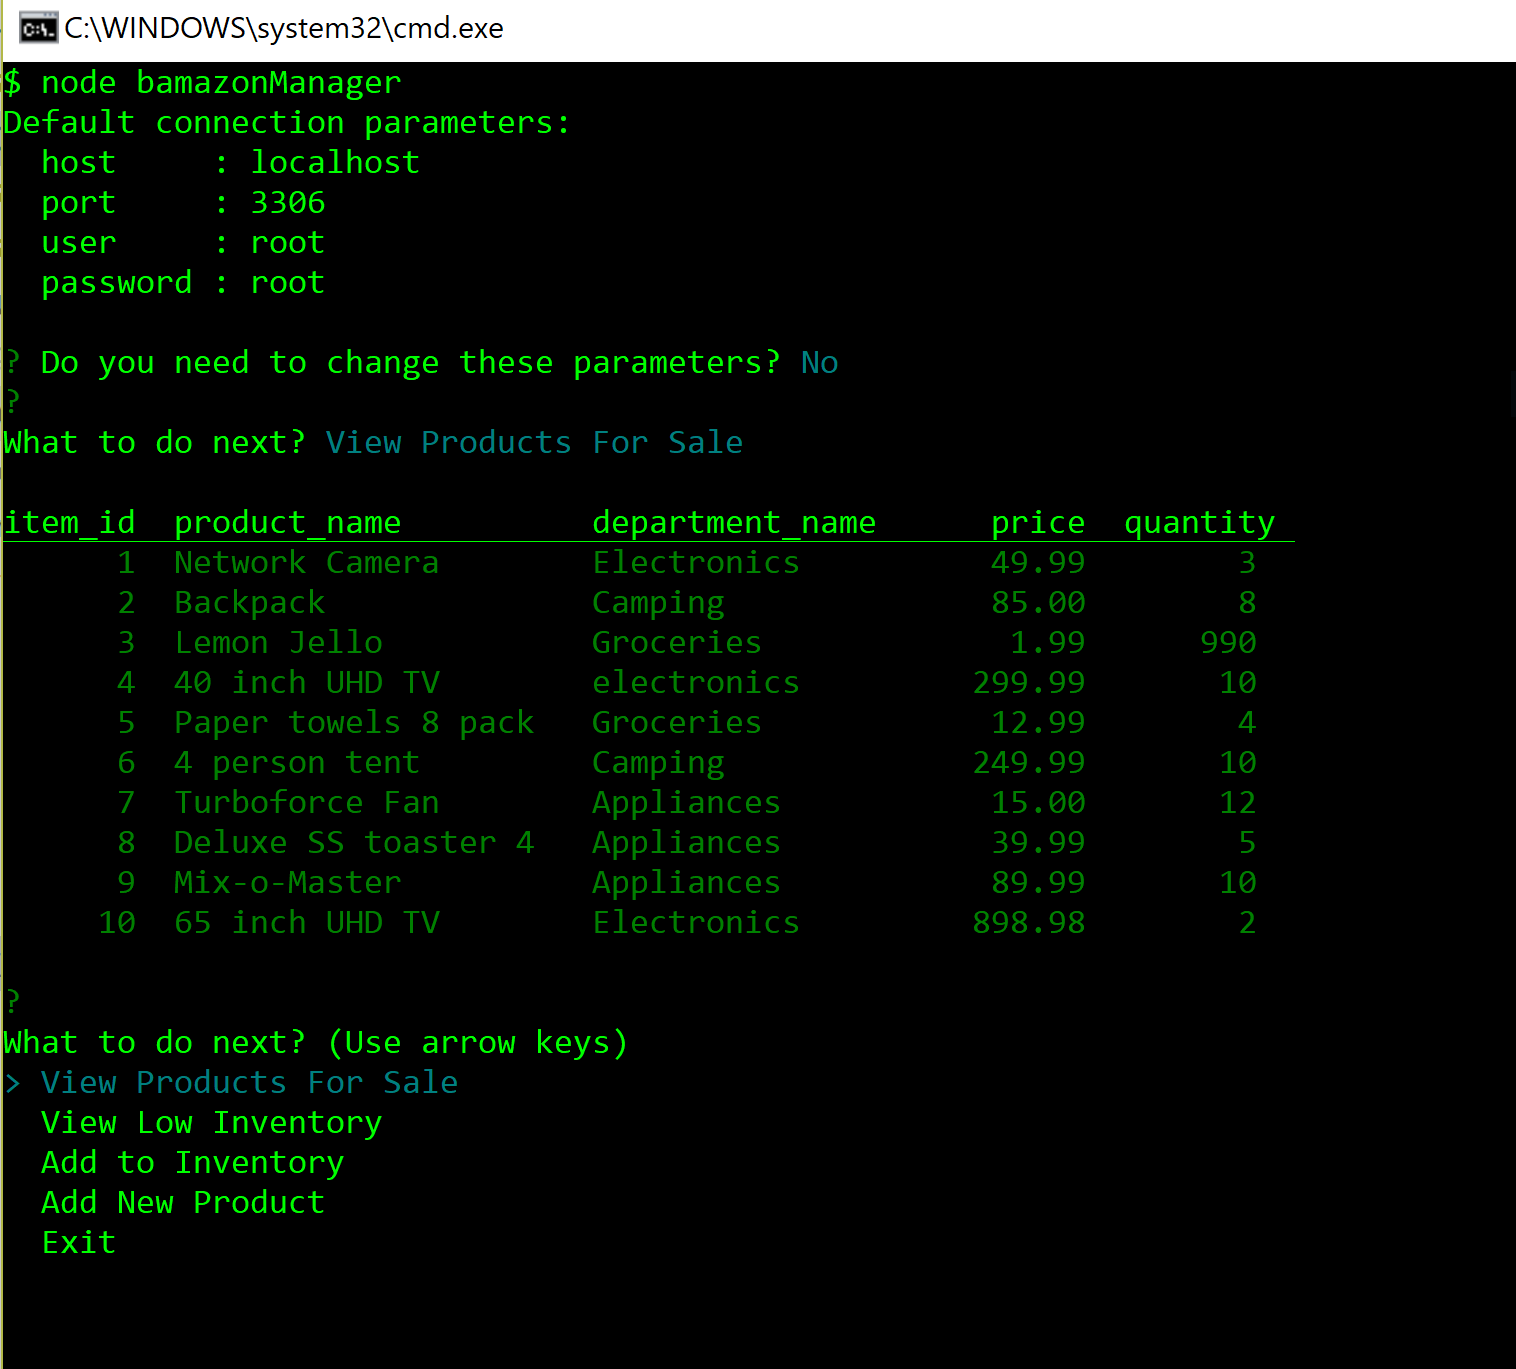 C:\WINDOWS\system32\cmd.exe
$ node bamazonManager
Default connection parameters:
  host     : localhost
  port     : 3306
  user     : root
  password : root

? Do you need to change these parameters? No
?
What to do next? View Products For Sale

item_id  product_name          department_name      price  quantity
      1  Network Camera        Electronics          49.99        3
      2  Backpack              Camping              85.00        8
      3  Lemon Jello           Groceries             1.99      990
      4  40 inch UHD TV        electronics         299.99       10
      5  Paper towels 8 pack   Groceries            12.99        4
      6  4 person tent         Camping             249.99       10
      7  Turboforce Fan        Appliances           15.00       12
      8  Deluxe SS toaster 4   Appliances           39.99        5
      9  Mix-o-Master          Appliances           89.99       10
     10  65 inch UHD TV        Electronics         898.98        2

?
What to do next? (Use arrow keys)
> View Products For Sale
  View Low Inventory
  Add to Inventory
  Add New Product
  Exit